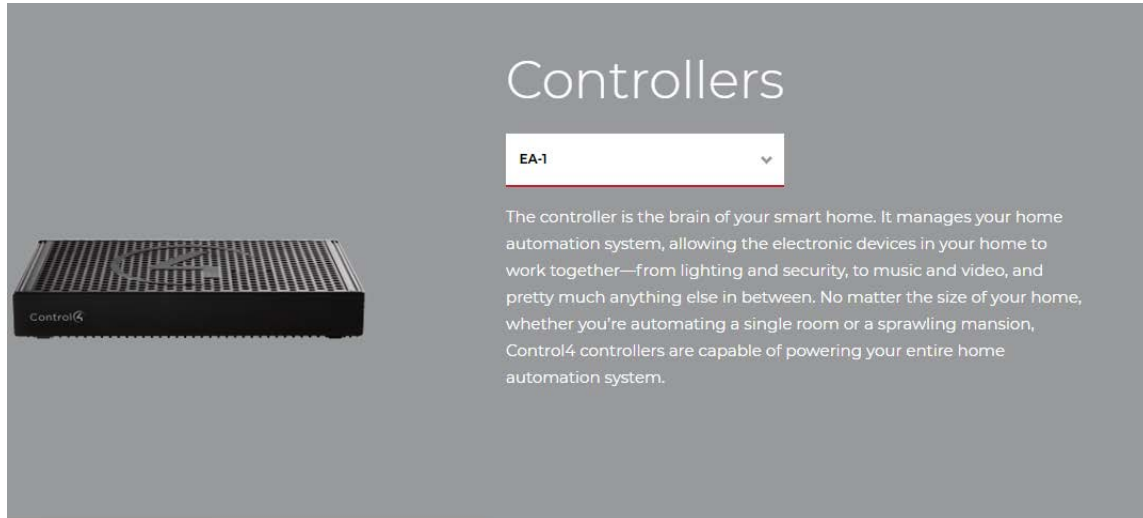 Controllers
EA-1
The controller is the brain of your smart home. It manages your home
automation system, allowing the electronic devices in your home to
work together—from lighting and security, to music and video, and
pretty much anything else in between. No matter the size of your home,
whether you're automating a single room or a sprawling mansion,
Control4 controllers are capable of powering your entire home
automation system.
Control4